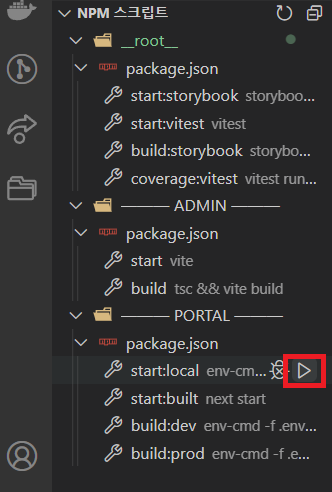 NPM 스크립트
__root__
package.json
start:storybook storyboo...
start:vitest vitest
build:storybook storybo...
coverage:vitest vitest run...
——— ADMIN ———
package.json
start vite
build tsc && vite build
——— PORTAL ———
package.json
start:local env-cm...
start:built next start
build:dev env-cmd -f .env...
build:prod env-cmd -f .e...